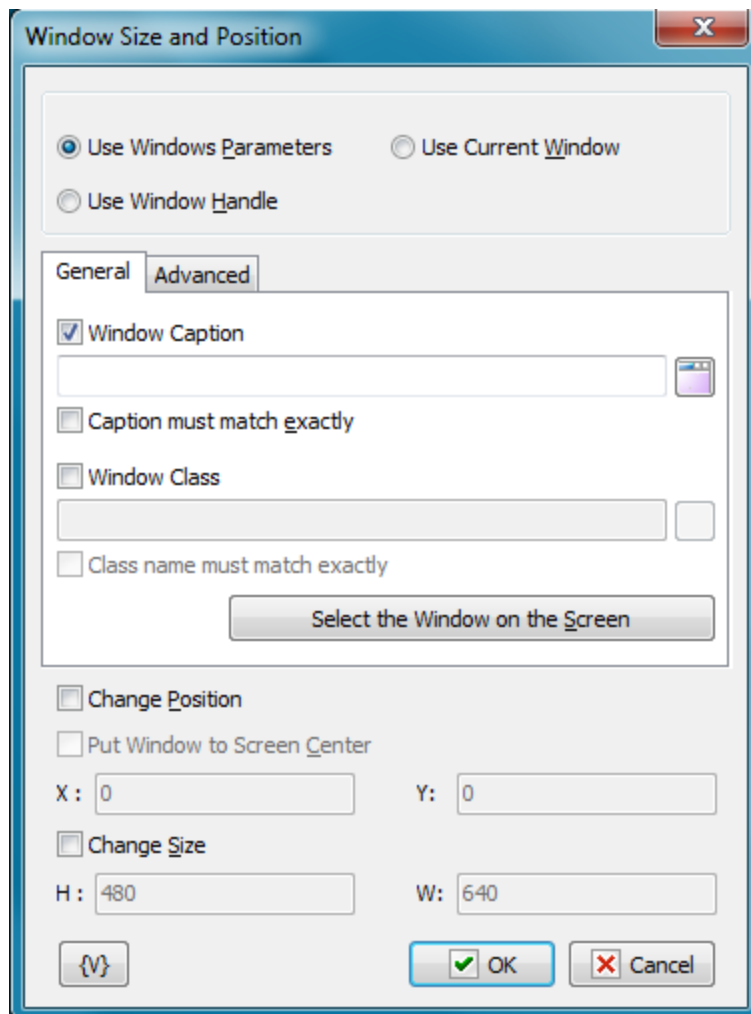 Window Size and Position
Use Windows Parameters
Use Current Window
Use Window Handle
General
Advanced
Window Caption
Caption must match exactly
Window Class
Class name must match exactly
Select the Window on the Screen
Change Position
Put Window to Screen Center
X : 0
Y: 0
Change Size
H : 480
W: 640
{V}
OK
Cancel